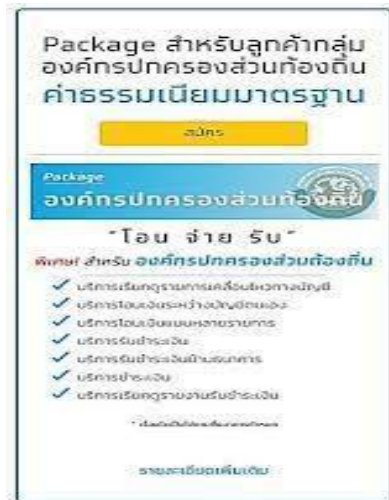 Package สำหรับลูกค้ากลุ่ม
องค์กรปกครองส่วนท้องถิ่น
ค่าธรรมเนียมมาตรฐาน
สมัคร
Package
องค์กรปกครองส่วนท้องถิ่น
"โอน จ่าย รับ"
พิเศษ! สำหรับ องค์กรปกครองส่วนท้องถิ่น
บริการเรียกดูรายการเคลื่อนไหวทางบัญชี
บริการโอนเงินระหว่างบัญชีตนเอง
บริการโอนเงินแบบหลายรายการ
บริการรับชำระเงิน
บริการรับชำระเงินข้ามธนาคาร
บริการชำระเงิน
บริการเรียกดูรายงานรับชำระเงิน
รายละเอียดเพิ่มเติม